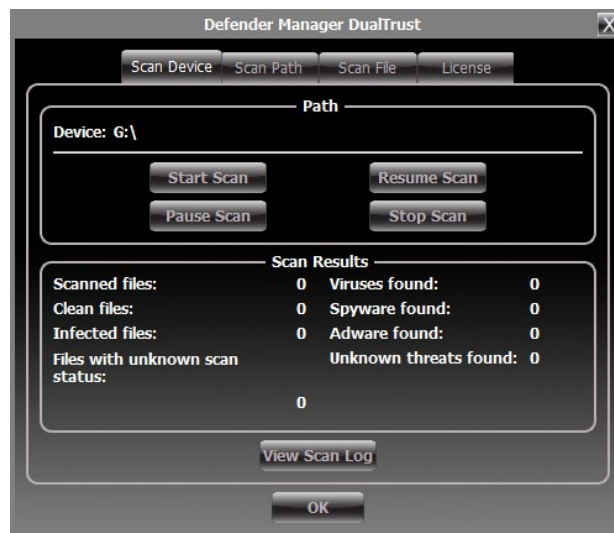 Defender Manager DualTrust
X
Scan Device Scan Path Scan File License
Path
Device: G:\
Start Scan Resume Scan
Pause Scan Stop Scan
Scan Results
Scanned files: 0 Viruses found: 0
Clean files: 0 Spyware found: 0
Infected files: 0 Adware found: 0
Files with unknown scan Unknown threats found: 0
status:
0
View Scan Log
OK